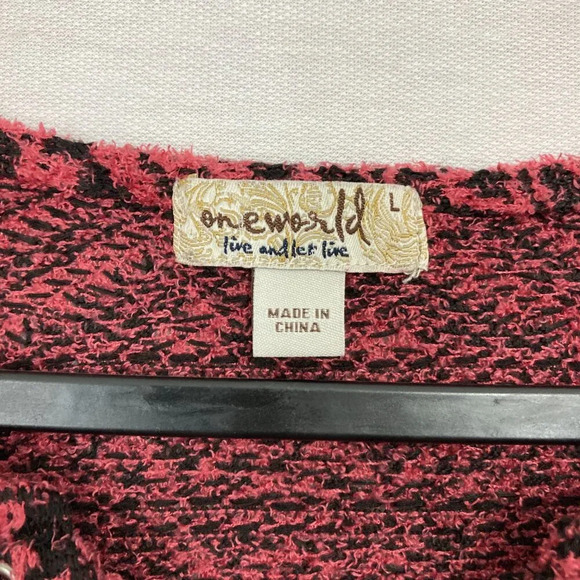 oneworld
L
live and let live
MADE IN
CHINA